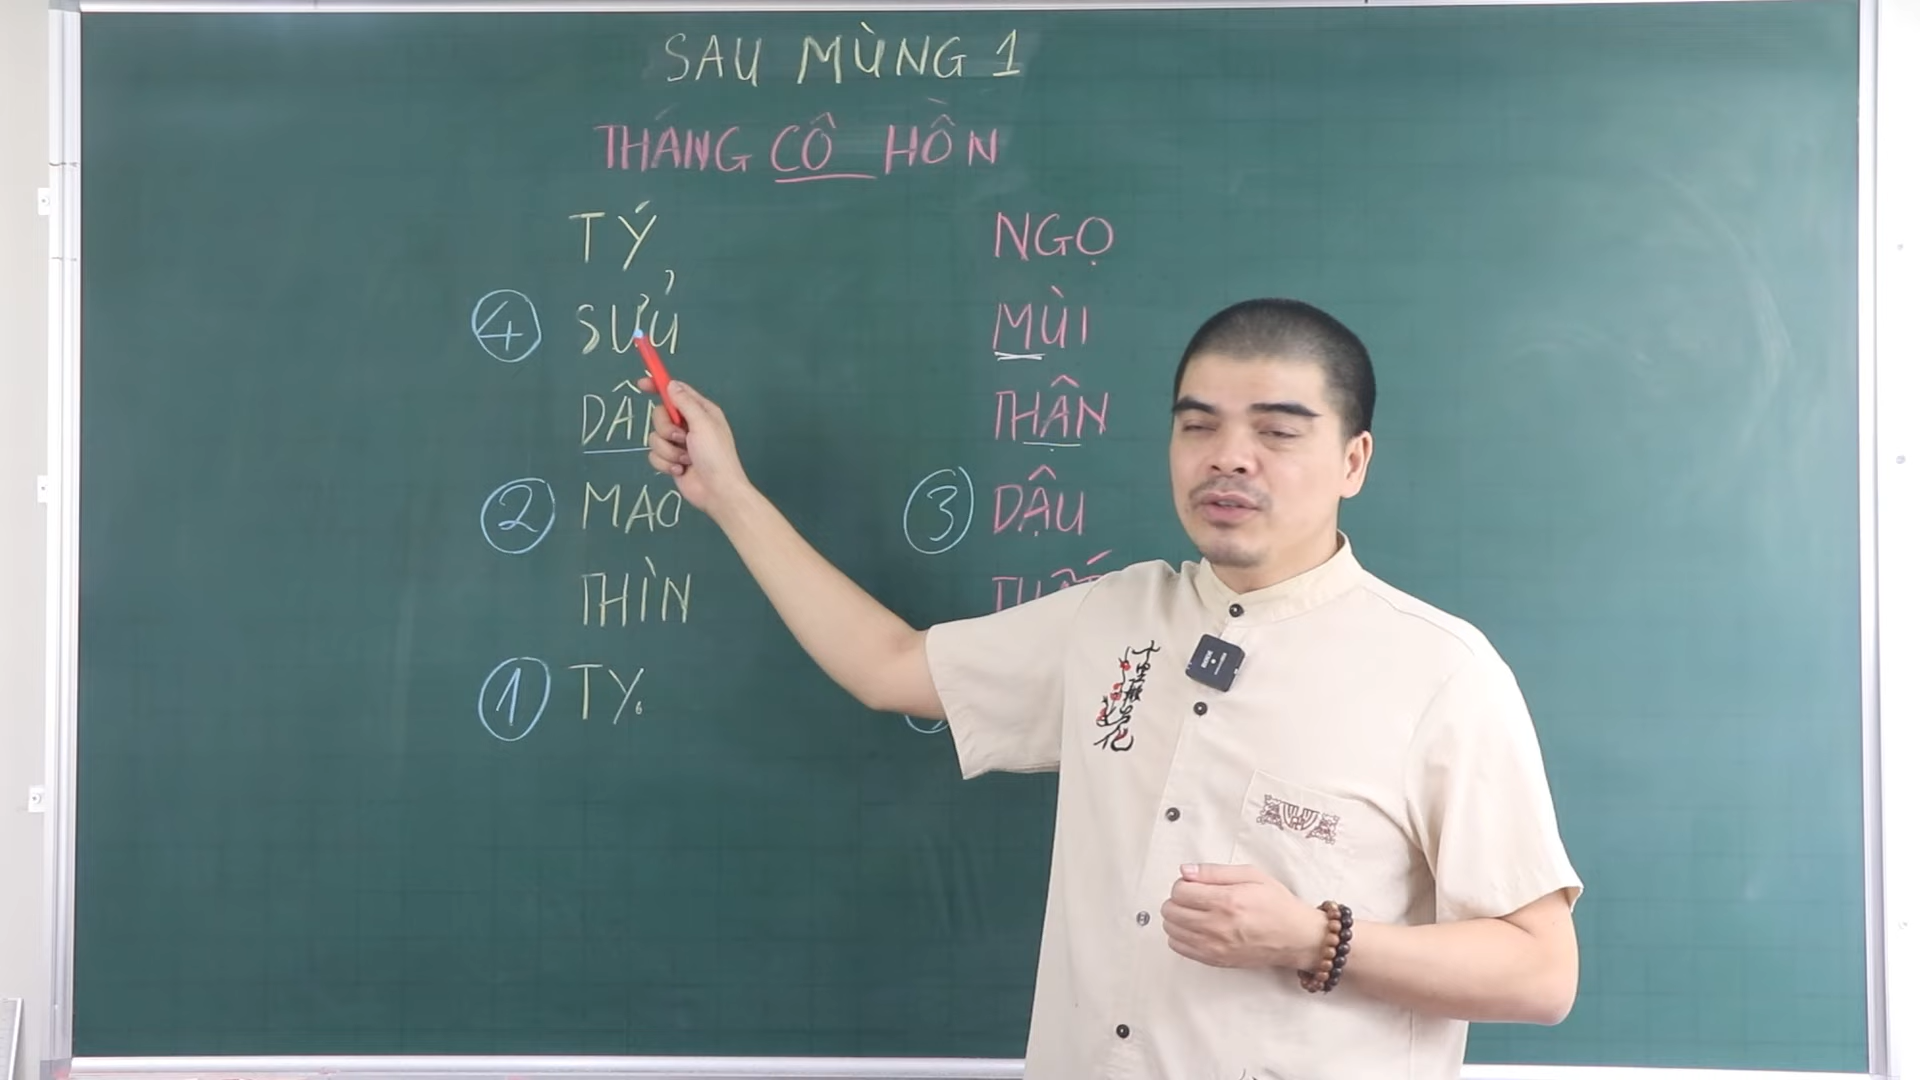 SAU MÙNG 1
THÁNG CÔ HỒN
TÝ
④ SỬU
DẦN
② MÃO
THÌN
① TỴ
NGỌ
MÙI
THÂN
③ DẬU